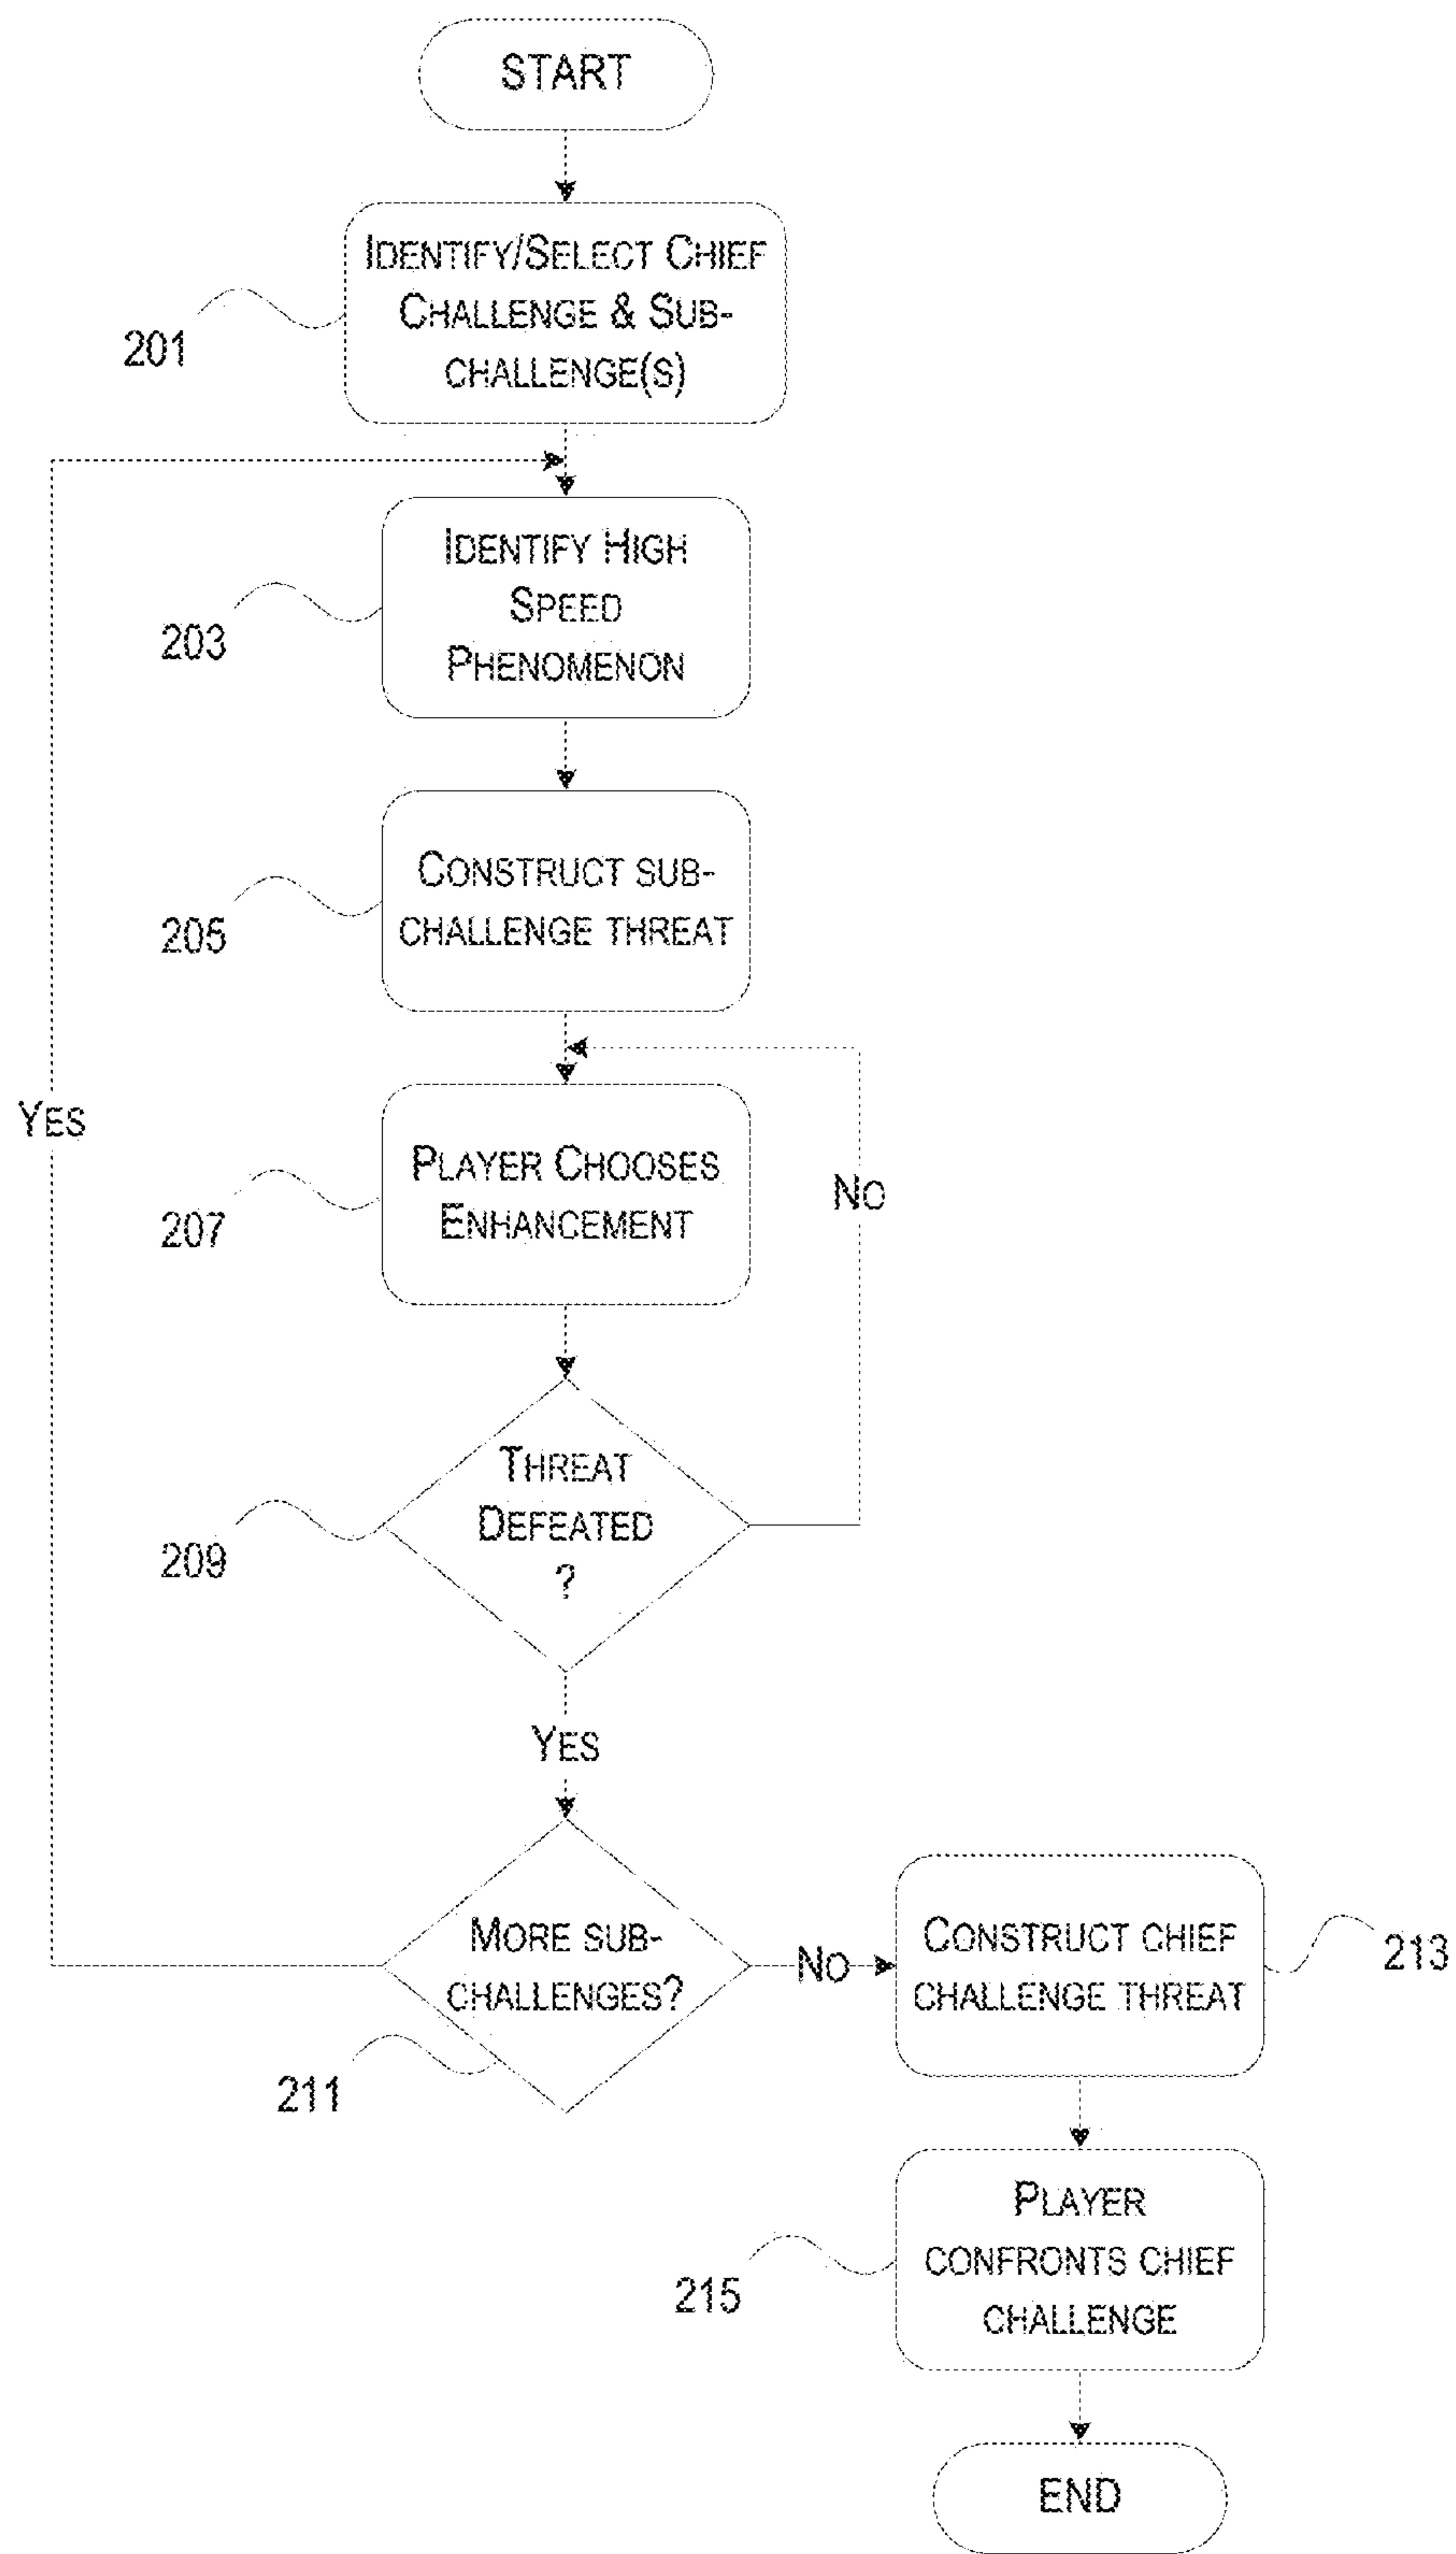 START
IDENTIFY/SELECT CHIEF
CHALLENGE & SUB-
CHALLENGE(S)
201
IDENTIFY HIGH
SPEED
PHENOMENON
203
CONSTRUCT SUB-
CHALLENGE THREAT
205
YES
PLAYER CHOOSES
ENHANCEMENT
NO
207
THREAT
DEFEATED
?
209
YES
MORE SUB-
CHALLENGES?
NO
CONSTRUCT CHIEF
CHALLENGE THREAT
213
211
PLAYER
CONFRONTS CHIEF
CHALLENGE
215
END